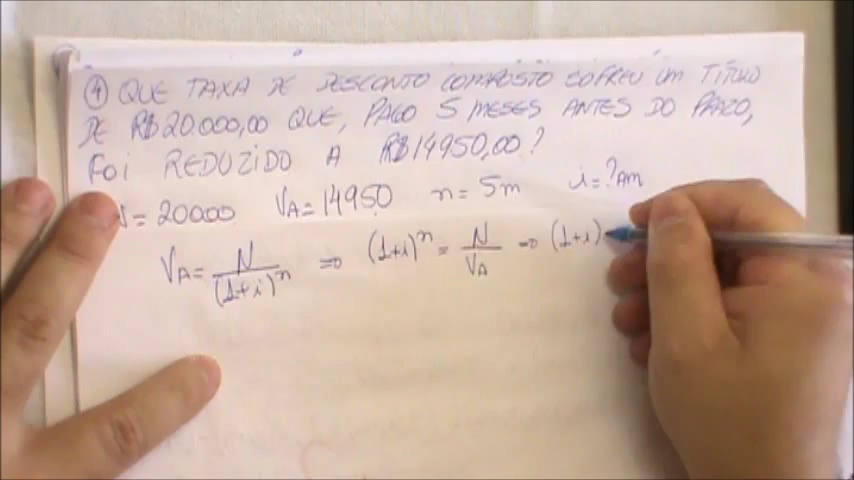 ④ QUE TAXA DE DESCONTO COMPOSTO SOFREU UM TÍTULO
DE R$20.000,00 QUE, PAGO 5 MESES ANTES DO PRAZO,
FOI REDUZIDO A R$14950,00?
= 20000 VA=14950 n=5m i=?AM
VA= N/(1+i)^n => (1+i)^n = N/VA => (1+i)